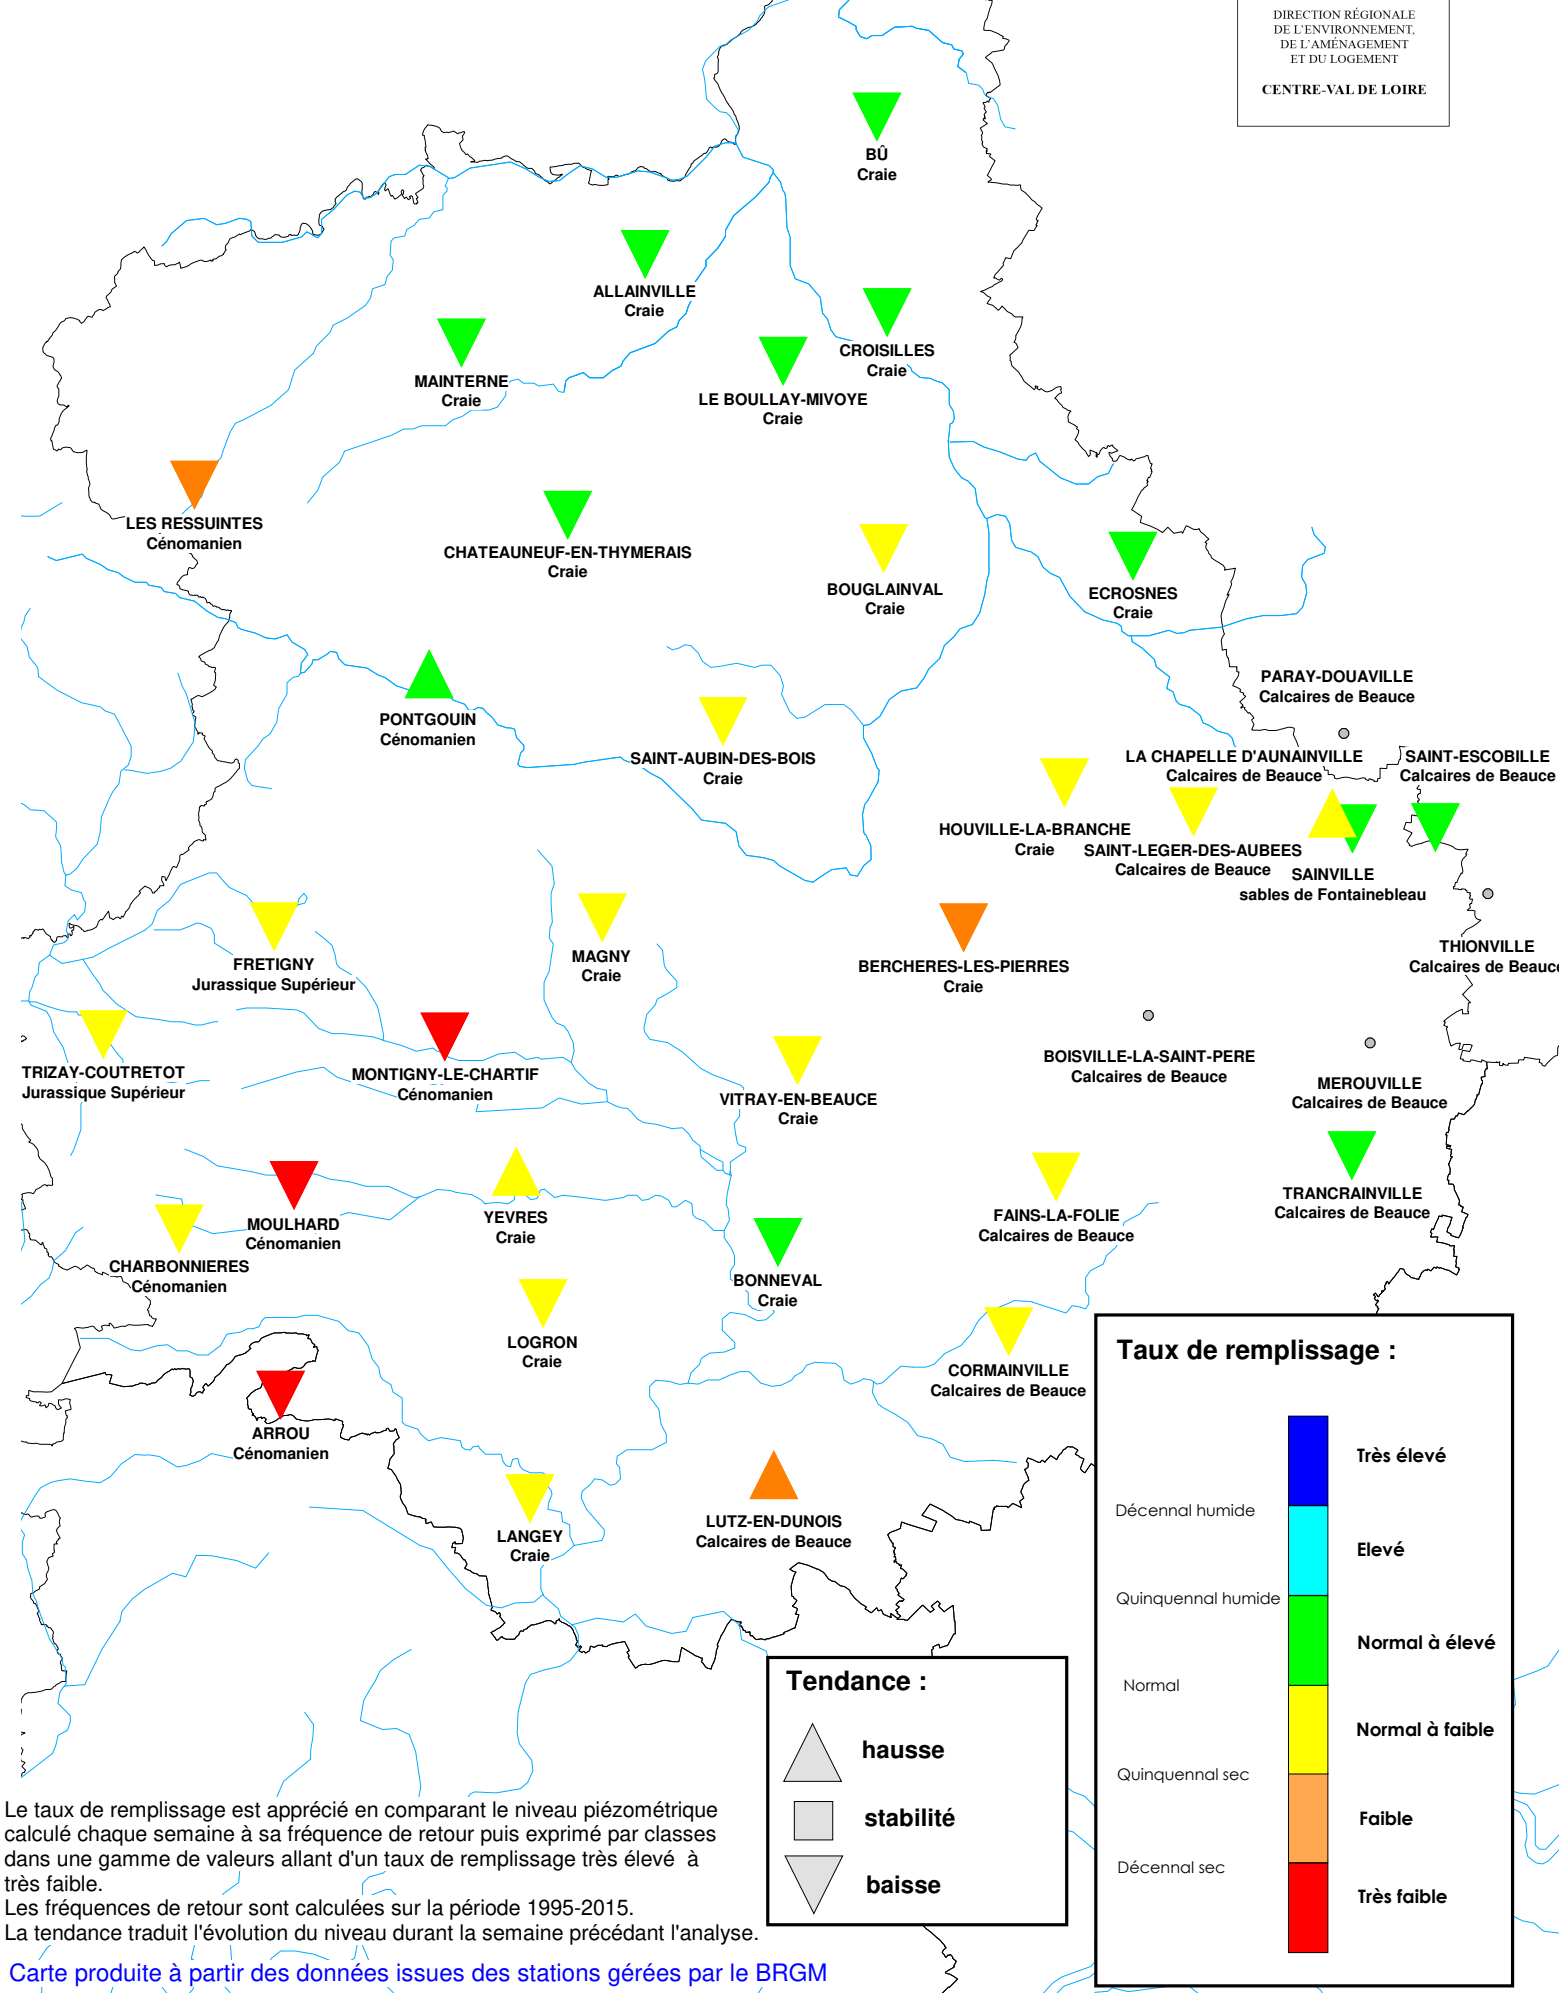 DIRECTION RÉGIONALE
DE L'ENVIRONNEMENT,
DE L'AMÉNAGEMENT
ET DU LOGEMENT
CENTRE-VAL DE LOIRE
BÛ
Craie
ALLAINVILLE
Craie
CROISILLES
Craie
MAINTERNE
Craie
LE BOULLAY-MIVOYE
Craie
LES RESSUINTES
Cénomanien
CHATEAUNEUF-EN-THYMERAIS
Craie
BOUGLAINVAL
Craie
ECROSNES
Craie
PARAY-DOUAVILLE
Calcaires de Beauce
PONTGOUIN
Cénomanien
SAINT-AUBIN-DES-BOIS
Craie
LA CHAPELLE D'AUNAINVILLE
Calcaires de Beauce
SAINT-ESCOBILLE
Calcaires de Beauce
HOUVILLE-LA-BRANCHE
Craie
SAINT-LEGER-DES-AUBEES
Calcaires de Beauce
SAINVILLE
sables de Fontainebleau
FRETIGNY
Jurassique Supérieur
MAGNY
Craie
BERCHERES-LES-PIERRES
Craie
THIONVILLE
Calcaires de Beauce
TRIZAY-COUTRETOT
Jurassique Supérieur
MONTIGNY-LE-CHARTIF
Cénomanien
VITRAY-EN-BEAUCE
Craie
BOISVILLE-LA-SAINT-PERE
Calcaires de Beauce
MEROUVILLE
Calcaires de Beauce
MOULHARD
Cénomanien
YEVRES
Craie
FAINS-LA-FOLIE
Calcaires de Beauce
TRANCRAINVILLE
Calcaires de Beauce
CHARBONNIERES
Cénomanien
BONNEVAL
Craie
LOGRON
Craie
CORMAINVILLE
Calcaires de Beauce
ARROU
Cénomanien
LANGEY
Craie
LUTZ-EN-DUNOIS
Calcaires de Beauce
Taux de remplissage :
Très élevé
Décennal humide
Elevé
Quinquennal humide
Normal à élevé
Normal
Normal à faible
Quinquennal sec
Faible
Décennal sec
Très faible
Tendance :
hausse
stabilité
baisse
Le taux de remplissage est apprécié en comparant le niveau piézométrique
calculé chaque semaine à sa fréquence de retour puis exprimé par classes
dans une gamme de valeurs allant d'un taux de remplissage très élevé à
très faible.
Les fréquences de retour sont calculées sur la période 1995-2015.
La tendance traduit l'évolution du niveau durant la semaine précédant l'analyse.
Carte produite à partir des données issues des stations gérées par le BRGM